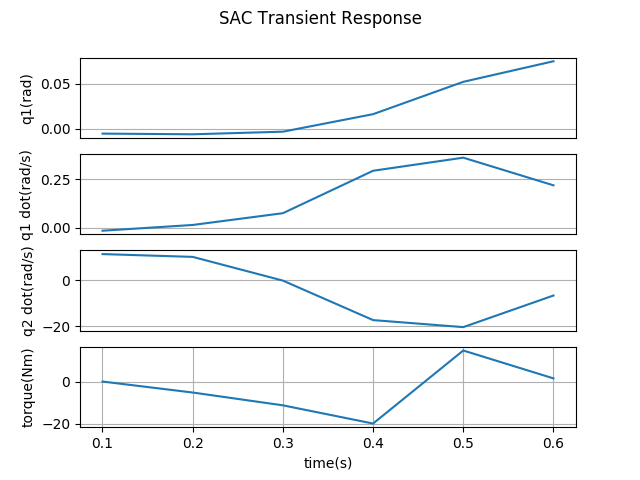 SAC Transient Response
q1(rad)
0.05
0.00
q1 dot(rad/s)
0.25
0.00
q2 dot(rad/s)
0
−20
torque(Nm)
0
−20
0.1 0.2 0.3 0.4 0.5 0.6
time(s)